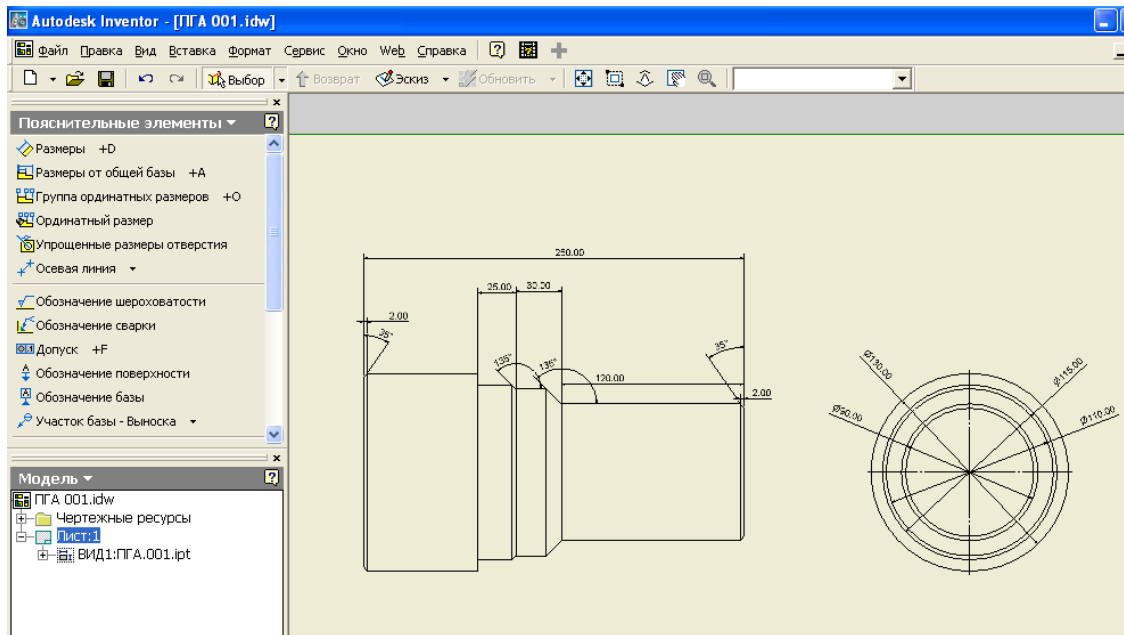 Autodesk Inventor - [ПГА 001.idw]
Файл Правка Вид Вставка Формат Сервис Окно Web Справка
Выбор Возврат Эскиз Обновить
Пояснительные элементы
Размеры +D
Размеры от общей базы +A
Группа ординатных размеров +O
Ординатный размер
Упрощенные размеры отверстия
Осевая линия
Обозначение шероховатости
Обозначение сварки
Допуск +F
Обозначение поверхности
Обозначение базы
Участок базы - Выноска
Модель
ПГА 001.idw
Чертежные ресурсы
Лист:1
ВИД1:ПГА.001.ipt
250.00
25.00
30.00
2.00
35°
135°
135°
35°
120.00
2.00
Ø130.00
Ø115.00
Ø90.00
Ø110.00